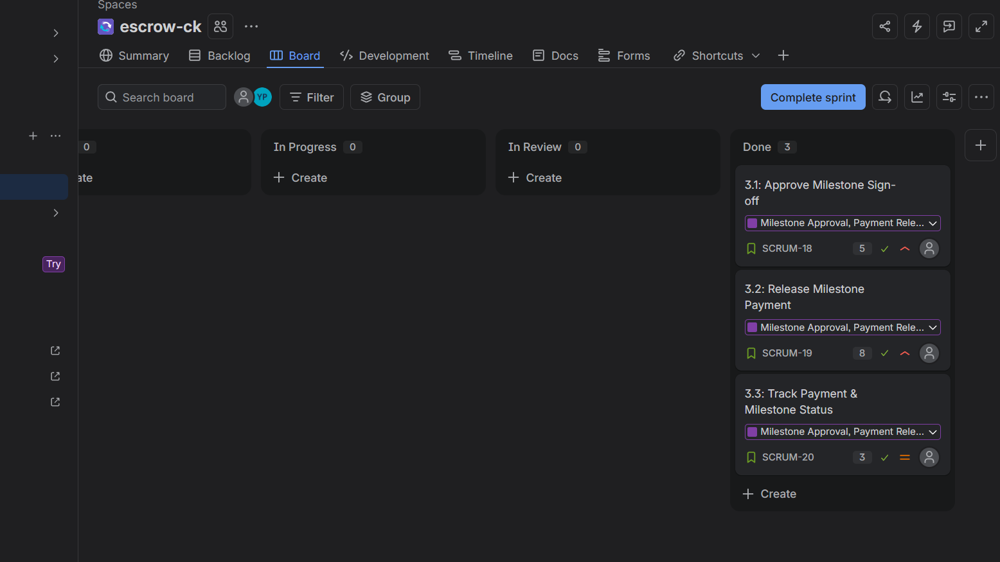 Spaces
escrow-ck
Summary
Backlog
Board
Development
Timeline
Docs
Forms
Shortcuts
Search board
YP
Filter
Group
Complete sprint
0
ate
In Progress 0
Create
In Review 0
Create
Done 3
3.1: Approve Milestone Sign-
off
Milestone Approval, Payment Rele...
SCRUM-18 5
3.2: Release Milestone
Payment
Milestone Approval, Payment Rele...
SCRUM-19 8
3.3: Track Payment &
Milestone Status
Milestone Approval, Payment Rele...
SCRUM-20 3
Create
Try